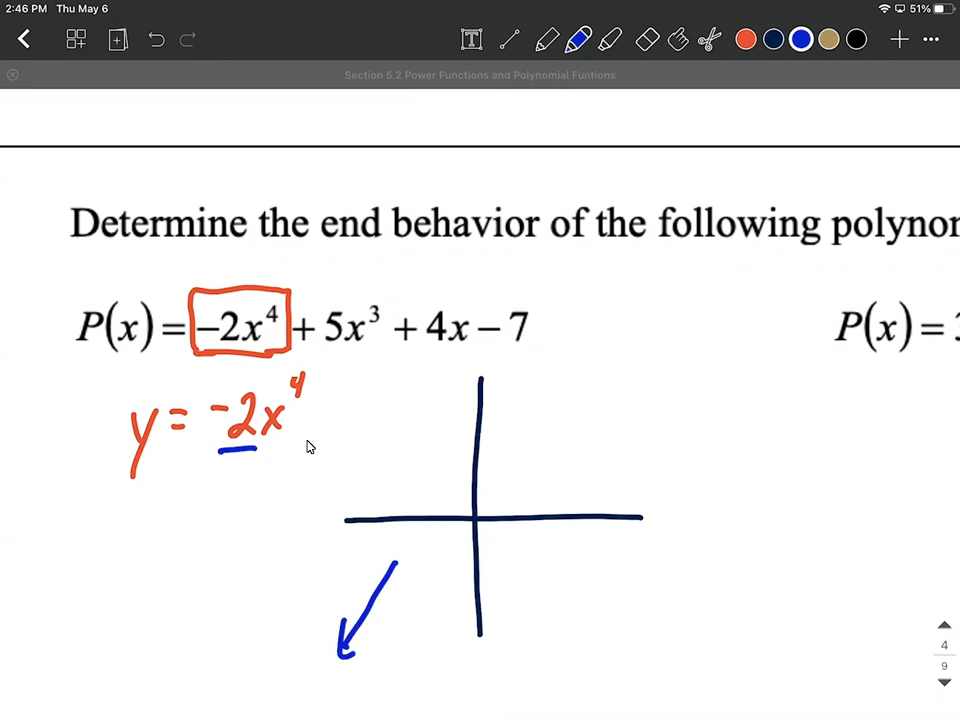 2:46 PM Thu May 6 51%
Section 5.2 Power Functions and Polynomial Funtions
Determine the end behavior of the following
P(x) = −2x⁴ + 5x³ + 4x − 7 P(x) =
y = -2x⁴
4
9